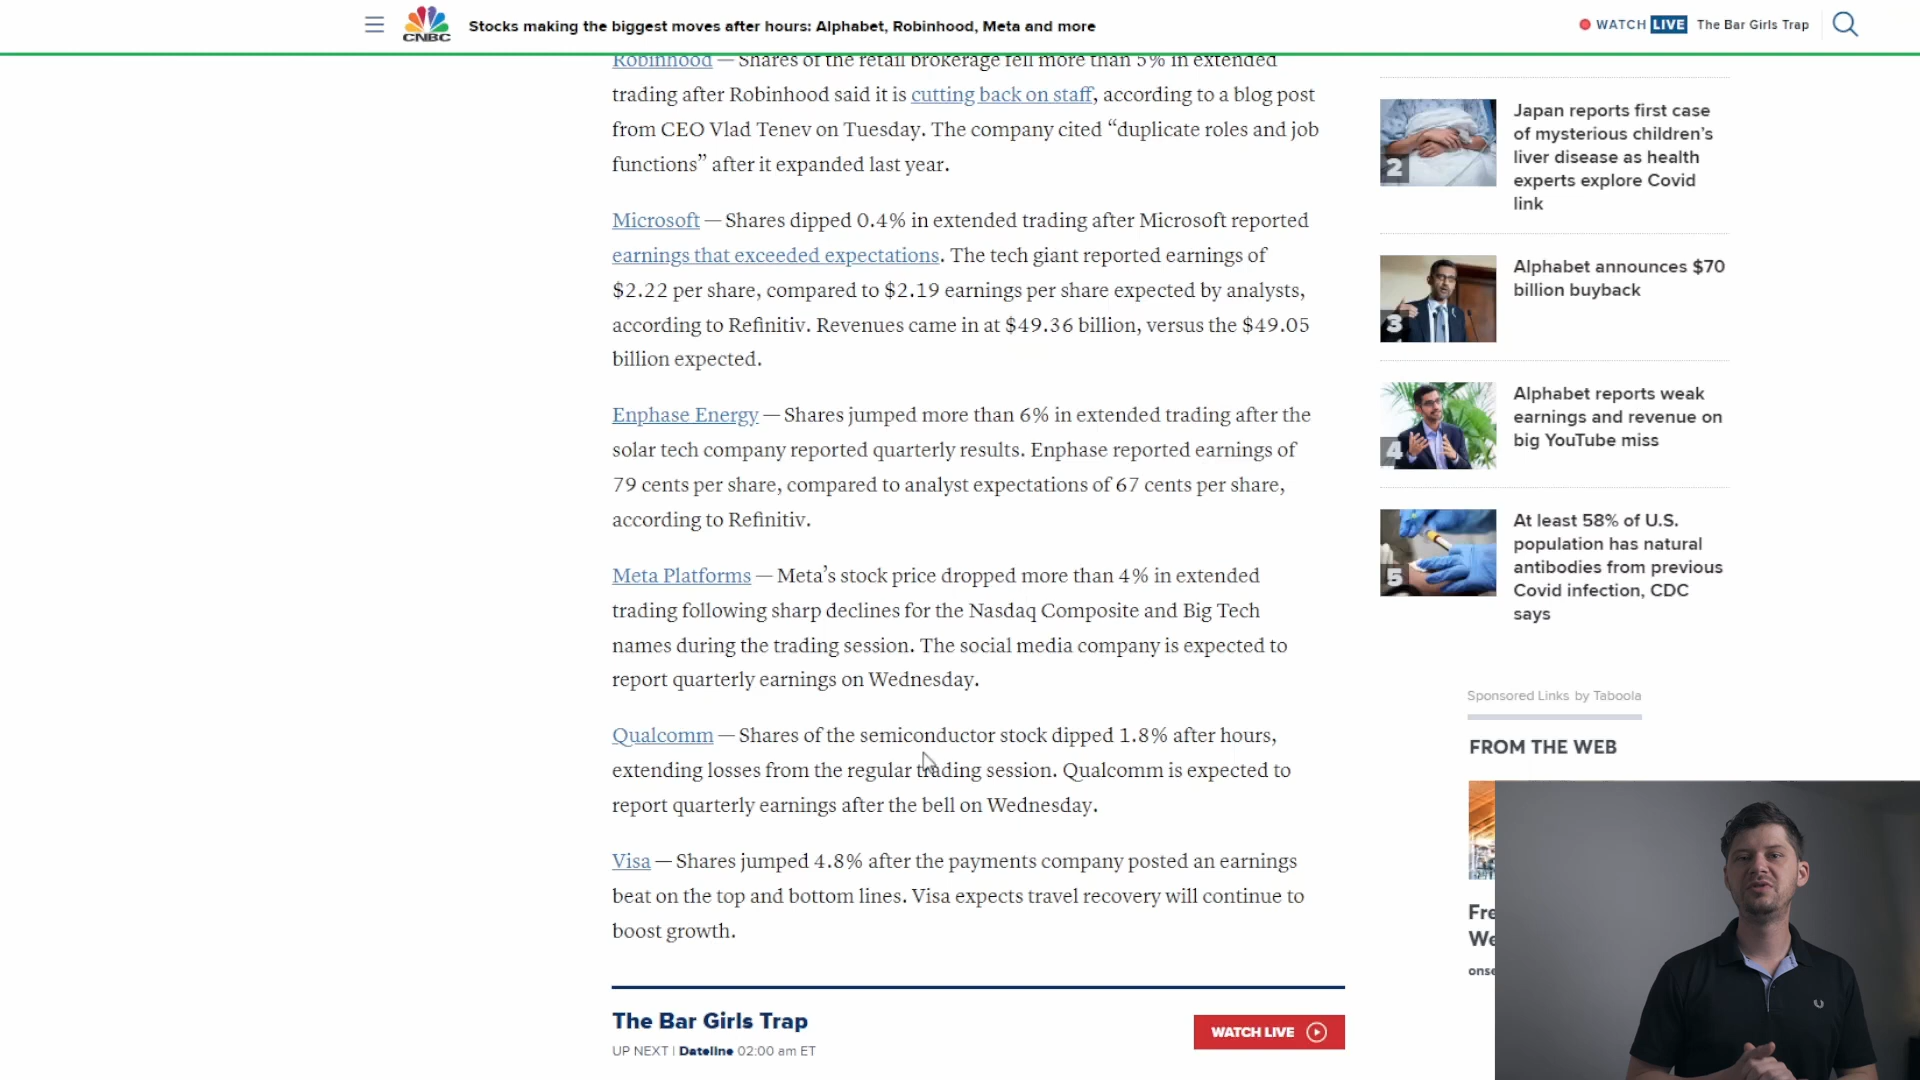 CNBC
Stocks making the biggest moves after hours: Alphabet, Robinhood, Meta and more
WATCH LIVE The Bar Girls Trap
Robinhood — Shares of the retail brokerage fell more than 5% in extended
trading after Robinhood said it is cutting back on staff, according to a blog post
from CEO Vlad Tenev on Tuesday. The company cited “duplicate roles and job
functions” after it expanded last year.
Microsoft — Shares dipped 0.4% in extended trading after Microsoft reported
earnings that exceeded expectations. The tech giant reported earnings of
$2.22 per share, compared to $2.19 earnings per share expected by analysts,
according to Refinitiv. Revenues came in at $49.36 billion, versus the $49.05
billion expected.
Enphase Energy — Shares jumped more than 6% in extended trading after the
solar tech company reported quarterly results. Enphase reported earnings of
79 cents per share, compared to analyst expectations of 67 cents per share,
according to Refinitiv.
Meta Platforms — Meta’s stock price dropped more than 4% in extended
trading following sharp declines for the Nasdaq Composite and Big Tech
names during the trading session. The social media company is expected to
report quarterly earnings on Wednesday.
Qualcomm — Shares of the semiconductor stock dipped 1.8% after hours,
extending losses from the regular trading session. Qualcomm is expected to
report quarterly earnings after the bell on Wednesday.
Visa — Shares jumped 4.8% after the payments company posted an earnings
beat on the top and bottom lines. Visa expects travel recovery will continue to
boost growth.
The Bar Girls Trap
UP NEXT | Dateline 02:00 am ET
WATCH LIVE
2
Japan reports first case
of mysterious children’s
liver disease as health
experts explore Covid
link
3
Alphabet announces $70
billion buyback
4
Alphabet reports weak
earnings and revenue on
big YouTube miss
5
At least 58% of U.S.
population has natural
antibodies from previous
Covid infection, CDC
says
Sponsored Links by Taboola
FROM THE WEB
Fre
We
onse